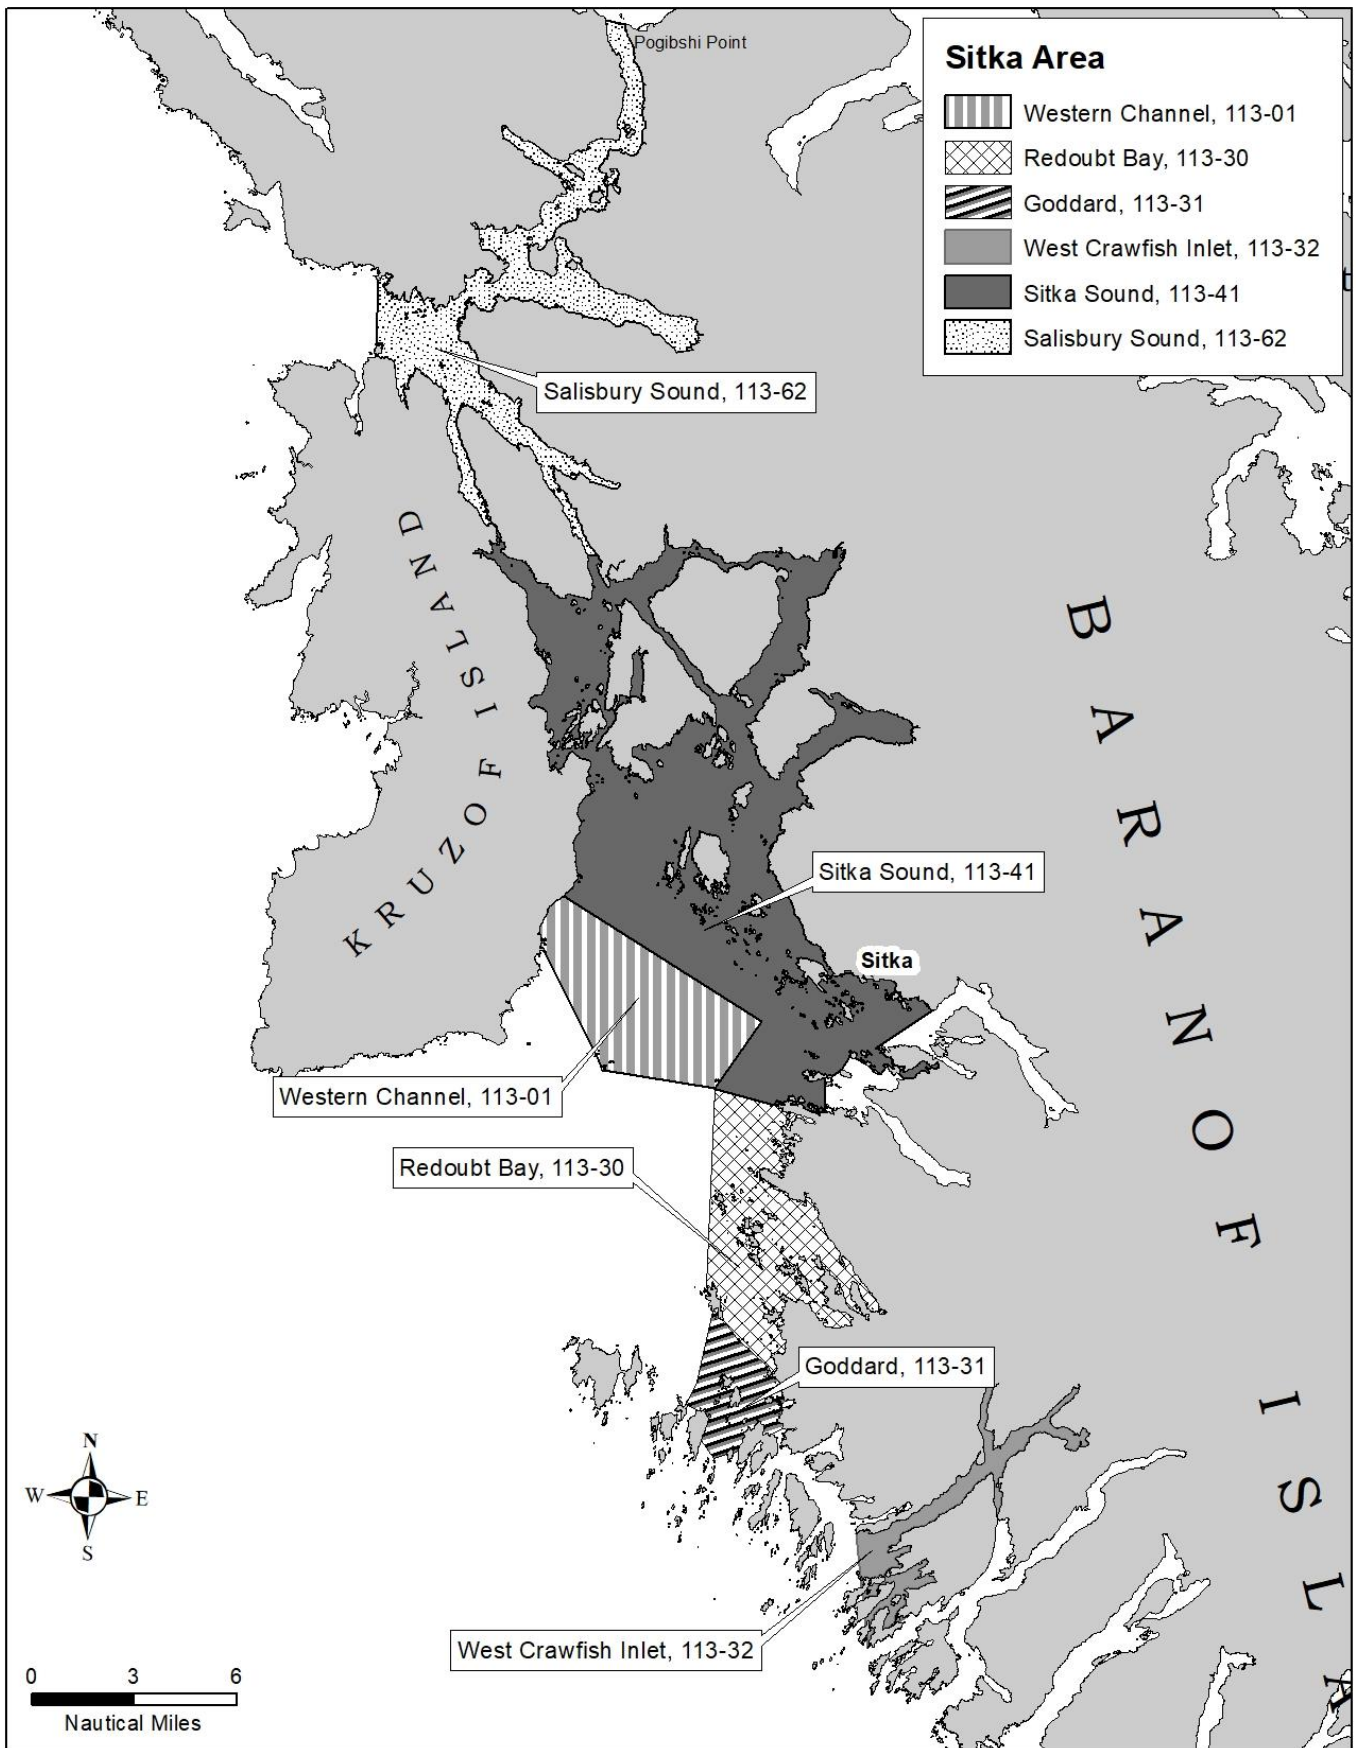 Pogibshi Point
Sitka Area
Western Channel, 113-01
Redoubt Bay, 113-30
Goddard, 113-31
West Crawfish Inlet, 113-32
Sitka Sound, 113-41
Salisbury Sound, 113-62
t
Salisbury Sound, 113-62
KRUZOF ISLAND
BARANOF ISLA
Sitka Sound, 113-41
Sitka
Western Channel, 113-01
Redoubt Bay, 113-30
Goddard, 113-31
N
W E
S
West Crawfish Inlet, 113-32
0 3 6
Nautical Miles